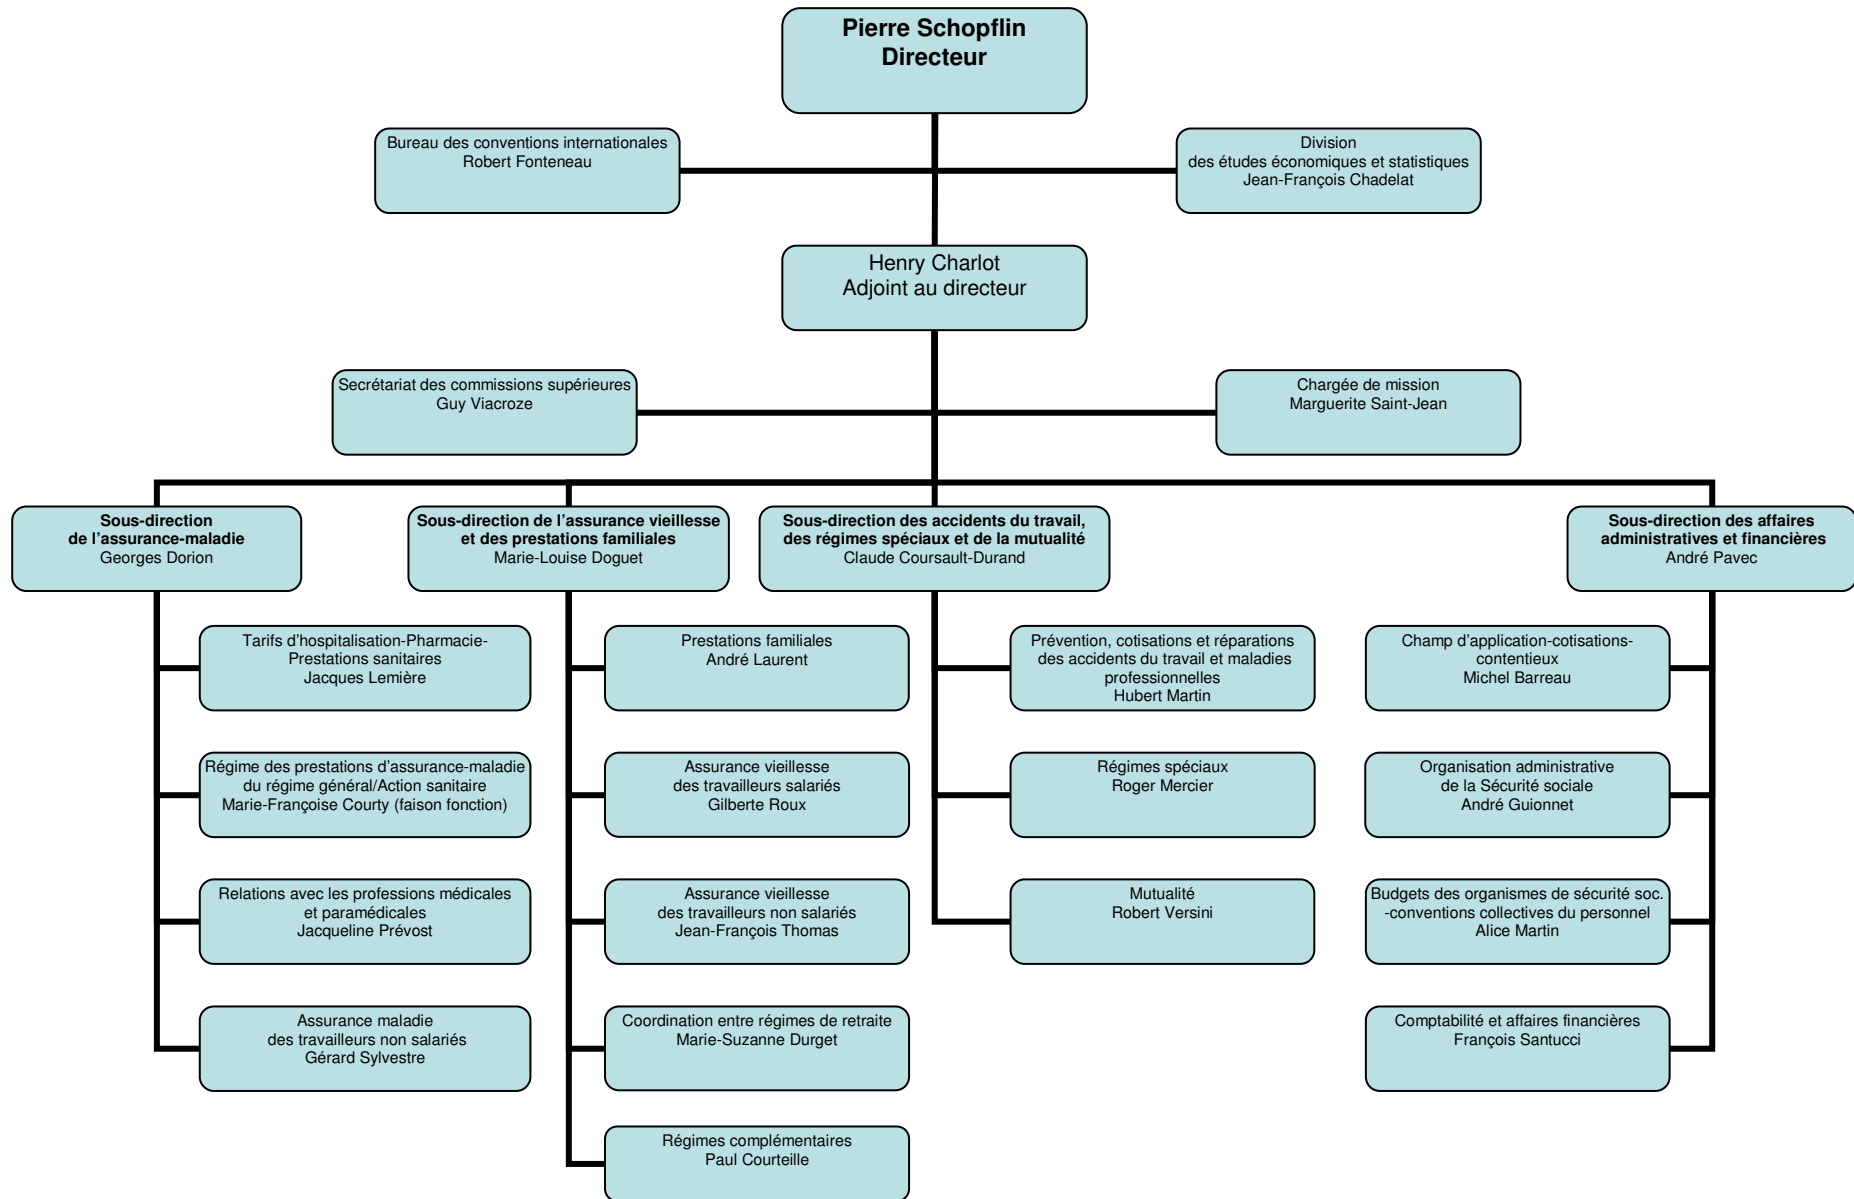 Pierre Schopflin
Directeur
Bureau des conventions internationales
Robert Fonteneau
Division
des études économiques et statistiques
Jean-François Chadelat
Henry Charlot
Adjoint au directeur
Secrétariat des commissions supérieures
Guy Viacroze
Chargée de mission
Marguerite Saint-Jean
Sous-direction
de l’assurance-maladie
Georges Dorion
Sous-direction de l’assurance vieillesse
et des prestations familiales
Marie-Louise Doguet
Sous-direction des accidents du travail,
des régimes spéciaux et de la mutualité
Claude Coursault-Durand
Sous-direction des affaires
administratives et financières
André Pavec
Tarifs d’hospitalisation-Pharmacie-
Prestations sanitaires
Jacques Lemière
Régime des prestations d’assurance-maladie
du régime général/Action sanitaire
Marie-Françoise Courty (faison fonction)
Relations avec les professions médicales
et paramédicales
Jacqueline Prévost
Assurance maladie
des travailleurs non salariés
Gérard Sylvestre
Prestations familiales
André Laurent
Assurance vieillesse
des travailleurs salariés
Gilberte Roux
Assurance vieillesse
des travailleurs non salariés
Jean-François Thomas
Coordination entre régimes de retraite
Marie-Suzanne Durget
Régimes complémentaires
Paul Courteille
Prévention, cotisations et réparations
des accidents du travail et maladies
professionnelles
Hubert Martin
Régimes spéciaux
Roger Mercier
Mutualité
Robert Versini
Champ d’application-cotisations-
contentieux
Michel Barreau
Organisation administrative
de la Sécurité sociale
André Guionnet
Budgets des organismes de sécurité soc.
-conventions collectives du personnel
Alice Martin
Comptabilité et affaires financières
François Santucci